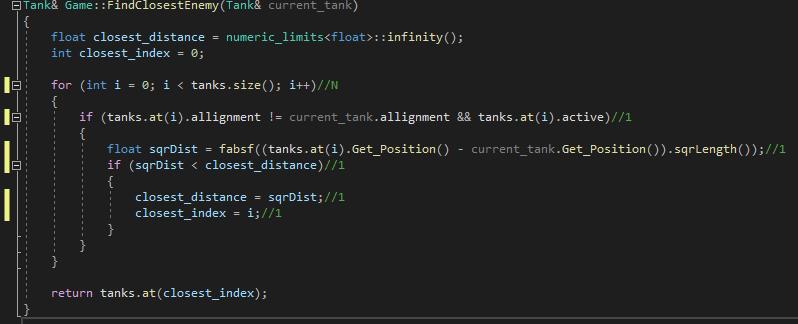 Tank& Game::FindClosestEnemy(Tank& current_tank)
{
    float closest_distance = numeric_limits<float>::infinity();
    int closest_index = 0;

    for (int i = 0; i < tanks.size(); i++)//N
    {
        if (tanks.at(i).allignment != current_tank.allignment && tanks.at(i).active)//1
        {
            float sqrDist = fabsf((tanks.at(i).Get_Position() - current_tank.Get_Position()).sqrLength());//1
            if (sqrDist < closest_distance)//1
            {
                closest_distance = sqrDist;//1
                closest_index = i;//1
            }
        }
    }

    return tanks.at(closest_index);
}